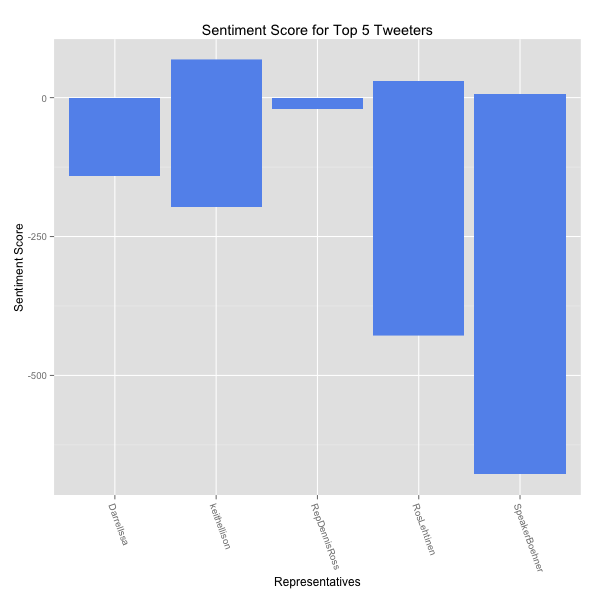 Sentiment Score for Top 5 Tweeters
Sentiment Score
0
-250
-500
DarrellIssa
keithellison
RepDennisRoss
RosLehtinen
SpeakerBoehner
Representatives